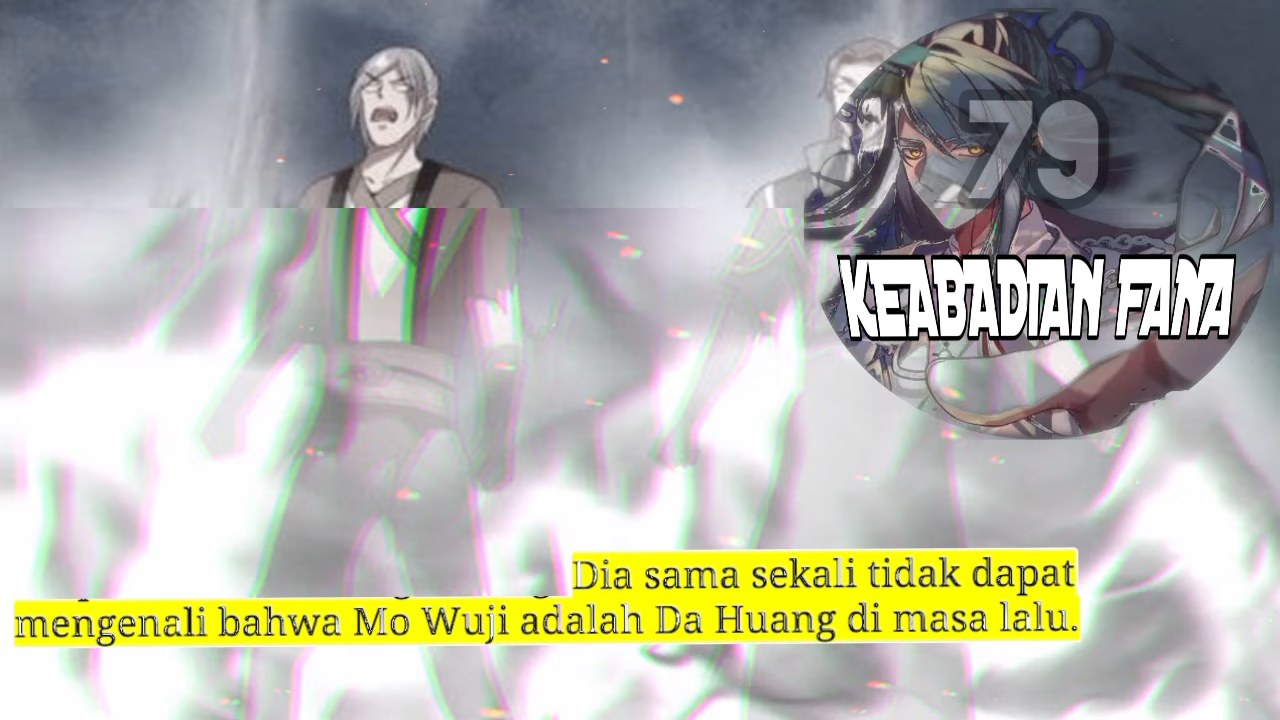 79
KEABADIAN FANA
Dia sama sekali tidak dapat
mengenali bahwa Mo Wuji adalah Da Huang di masa lalu.